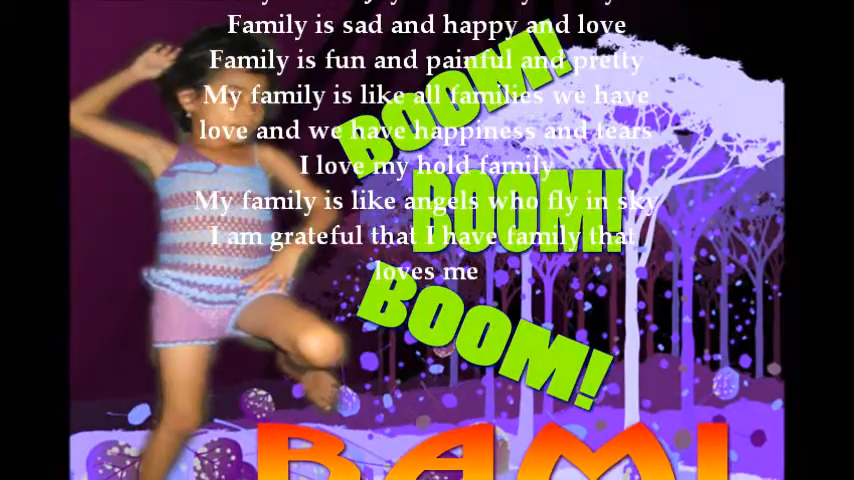 Family is sad and happy and love
Family is fun and painful and pretty
My family is like all families we have
love and we have happiness and tears
I love my hold family
My family is like angels who fly in sky
I am grateful that I have family that
loves me
BOOM!
BOOM!
BOOM!
BAMI